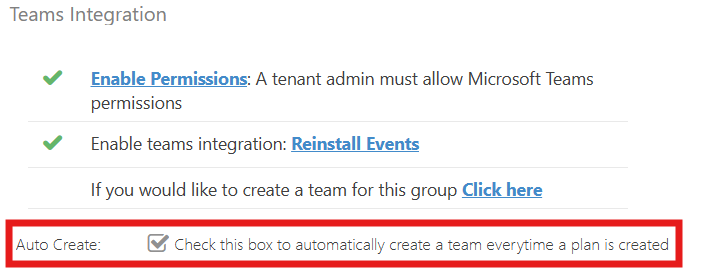 Teams Integration
Enable Permissions: A tenant admin must allow Microsoft Teams
permissions
Enable teams integration: Reinstall Events
If you would like to create a team for this group Click here
Auto Create: Check this box to automatically create a team everytime a plan is created